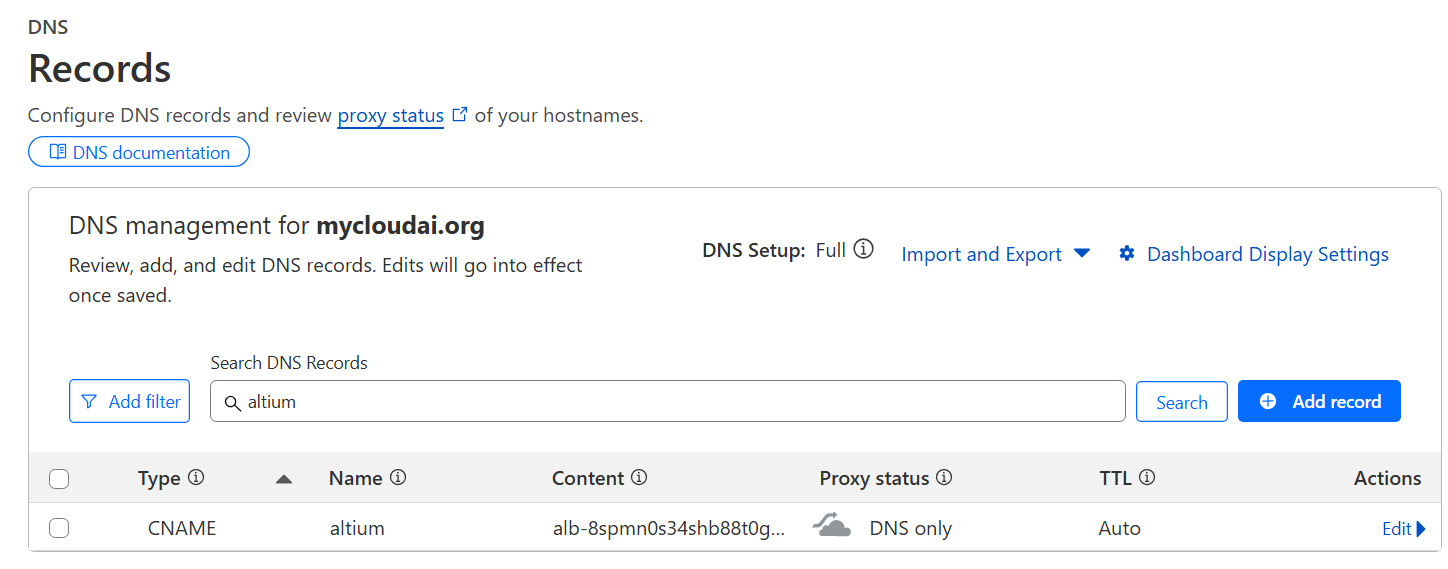 DNS
Records
Configure DNS records and review proxy status of your hostnames.
DNS documentation
DNS management for mycloudai.org
Review, add, and edit DNS records. Edits will go into effect
once saved.
DNS Setup: Full
Import and Export
Dashboard Display Settings
Search DNS Records
Add filter
altium
Search
Add record
Type Name Content Proxy status TTL Actions
CNAME altium alb-8spmn0s34shb88t0g... DNS only Auto Edit